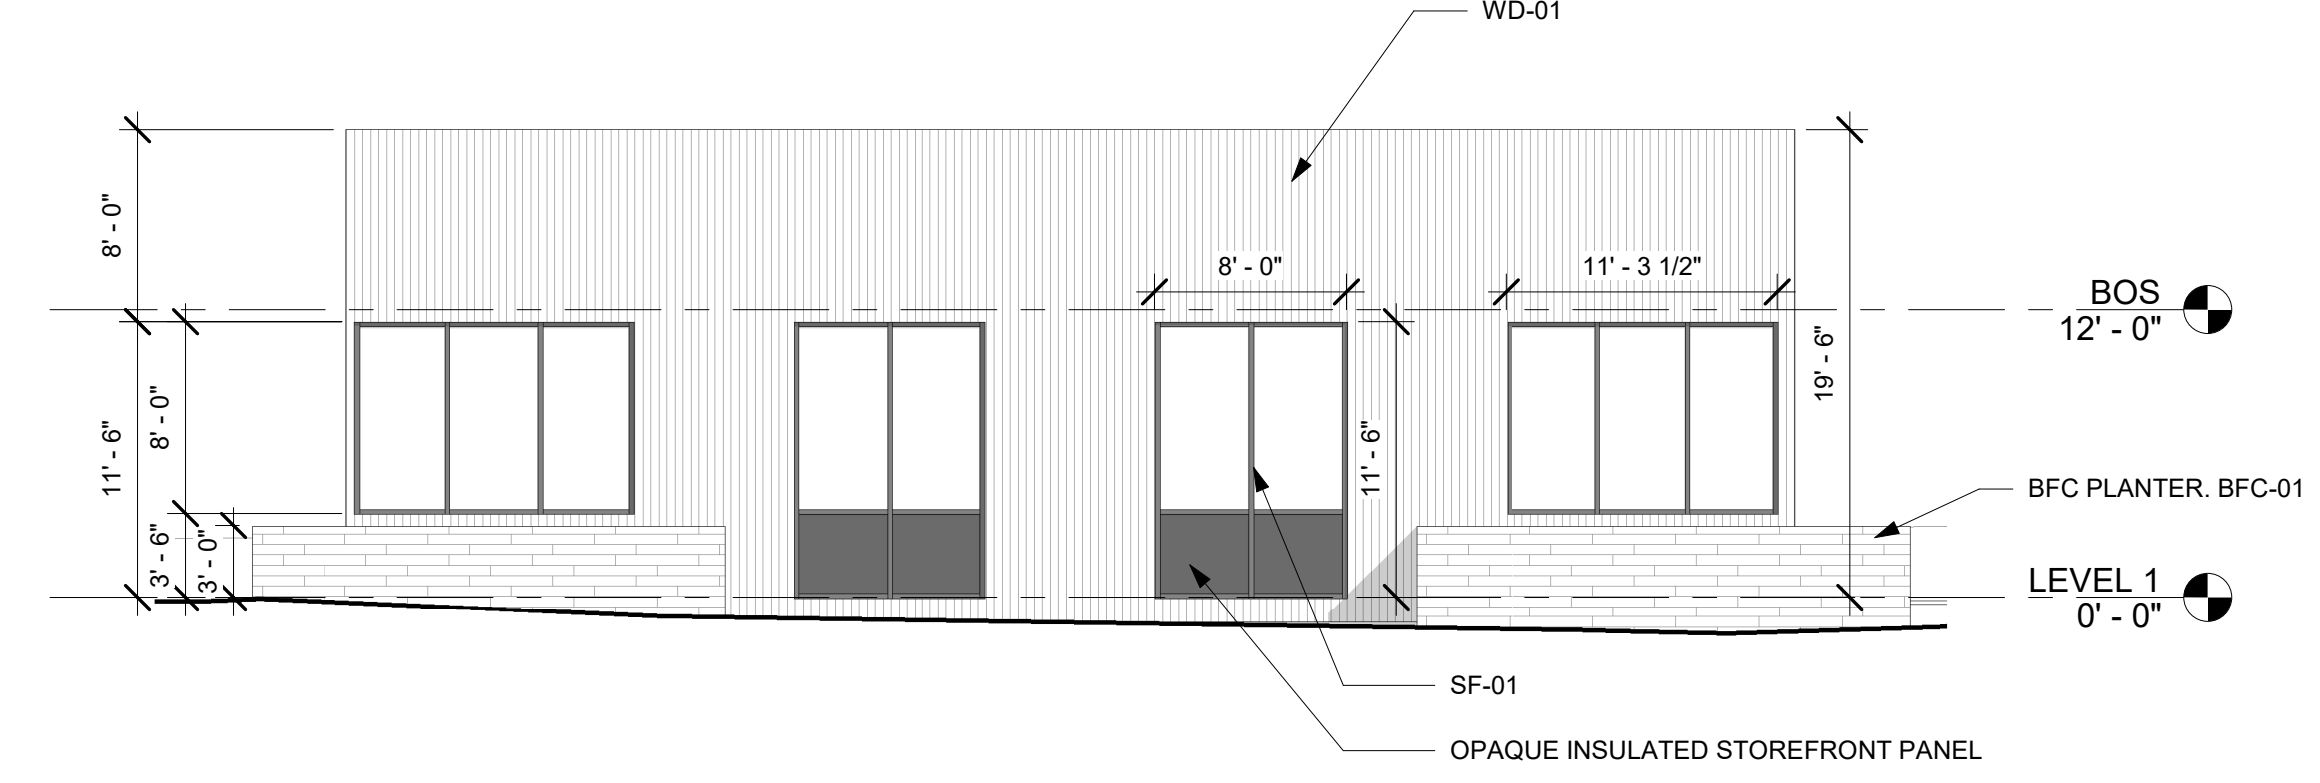 WD-01
8' - 0"
8' - 0"
11' - 3 1/2"
BOS
12' - 0"
19' - 6"
11' - 6"
8' - 0"
11' - 6"
3' - 6"
3' - 0"
BFC PLANTER. BFC-01
LEVEL 1
0' - 0"
SF-01
OPAQUE INSULATED STOREFRONT PANEL